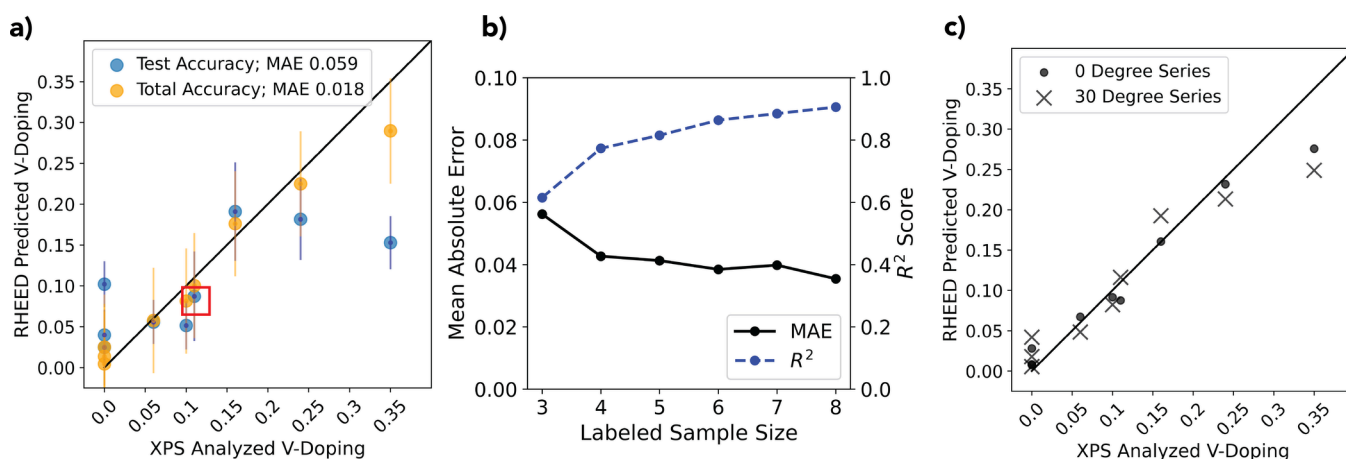 a)
Test Accuracy; MAE 0.059
Total Accuracy; MAE 0.018
RHEED Predicted V-Doping
0.35
0.30
0.25
0.20
0.15
0.10
0.05
0.00
0.0
0.05
0.1
0.15
0.2
0.25
0.3
0.35
XPS Analyzed V-Doping
b)
Mean Absolute Error
0.10
0.08
0.06
0.04
0.02
0.00
MAE
R²
R² Score
1.0
0.8
0.6
0.4
0.2
0.0
3 4 5 6 7 8
Labeled Sample Size
c)
0 Degree Series
30 Degree Series
RHEED Predicted V-Doping
0.35
0.30
0.25
0.20
0.15
0.10
0.05
0.00
0.0
0.05
0.1
0.15
0.2
0.25
0.3
0.35
XPS Analyzed V-Doping